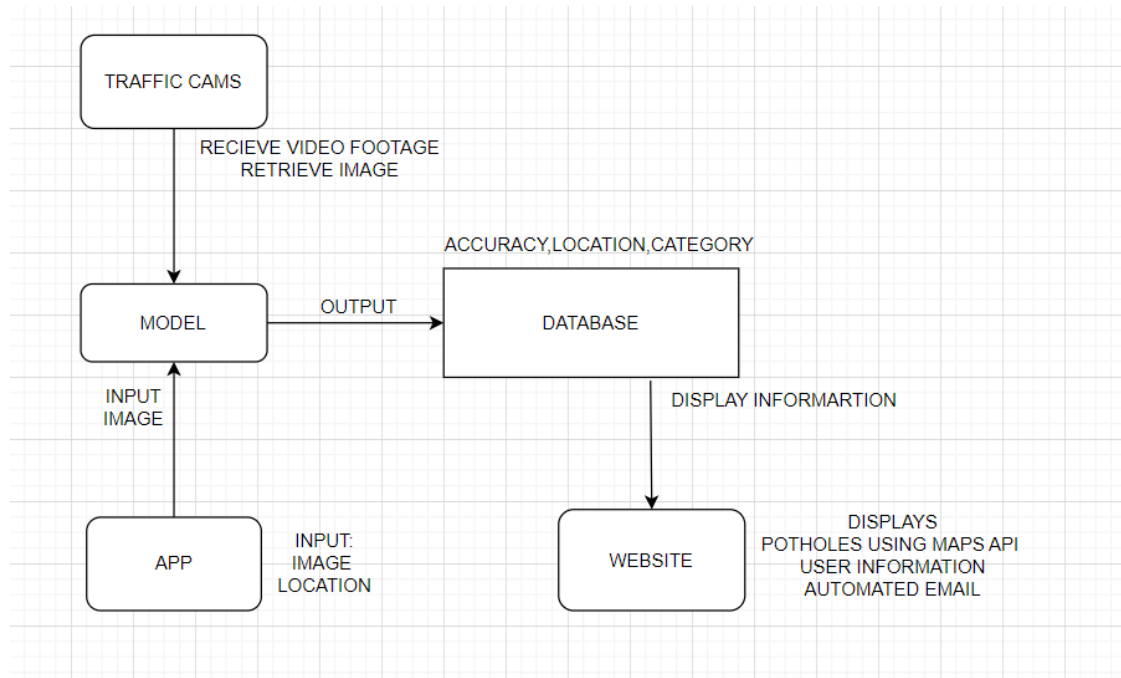 TRAFFIC CAMS
RECIEVE VIDEO FOOTAGE
RETRIEVE IMAGE
ACCURACY,LOCATION,CATEGORY
MODEL
OUTPUT
DATABASE
INPUT
IMAGE
DISPLAY INFORMARTION
APP
INPUT:
IMAGE
LOCATION
WEBSITE
DISPLAYS
POTHOLES USING MAPS API
USER INFORMATION
AUTOMATED EMAIL